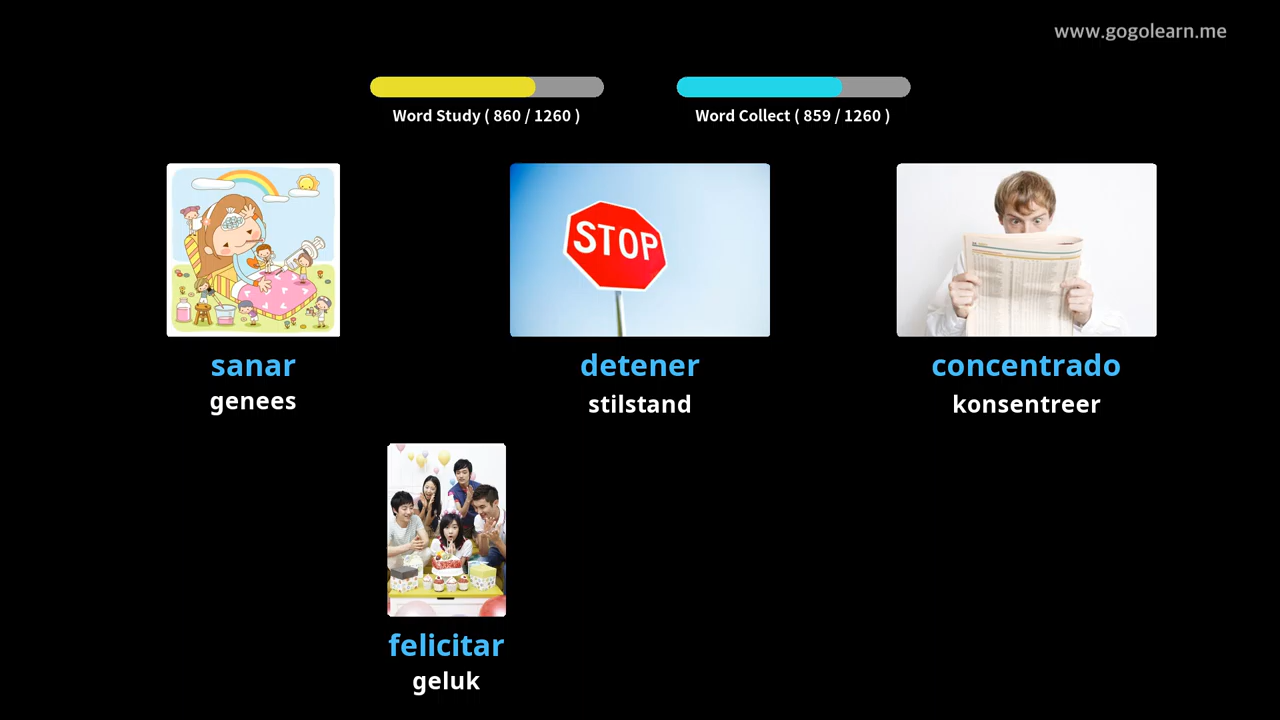 www.gogolearn.me
Word Study ( 860 / 1260 )
Word Collect ( 859 / 1260 )
STOP
sanar
genees
detener
stilstand
concentrado
konsentreer
felicitar
geluk